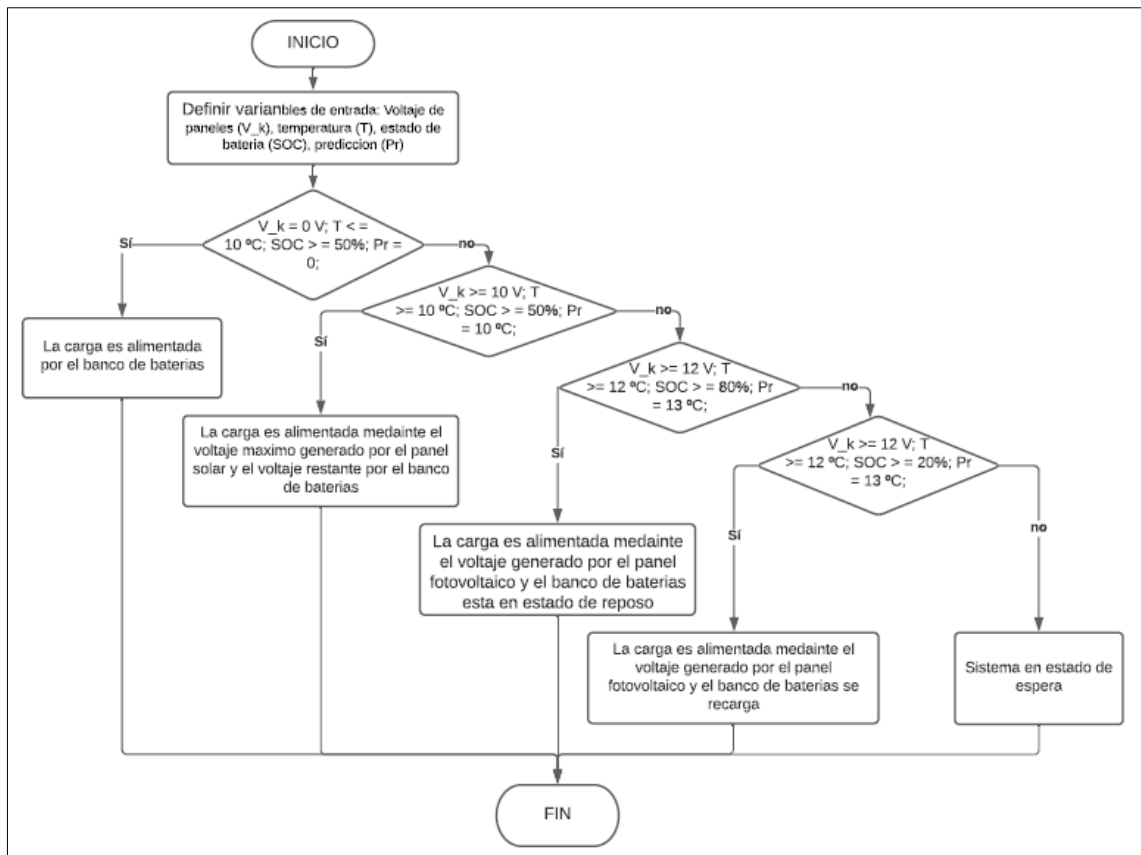 INICIO
Definir varianbles de entrada: Voltaje de
paneles (V_k), temperatura (T), estado de
bateria (SOC), prediccion (Pr)
V_k = 0 V; T < =
10 ºC; SOC > = 50%; Pr =
0;
Sí
no
V_k >= 10 V; T
>= 10 ºC; SOC > = 50%; Pr
= 10 ºC;
La carga es alimentada
por el banco de baterias
Sí
no
V_k >= 12 V; T
>= 12 ºC; SOC > = 80%; Pr
= 13 ºC;
La carga es alimentada medainte el
voltaje maximo generado por el panel
solar y el voltaje restante por el banco
de baterias
Sí
no
V_k >= 12 V; T
>= 12 ºC; SOC > = 20%; Pr
= 13 ºC;
La carga es alimentada medainte
el voltaje generado por el panel
fotovoltaico y el banco de baterias
esta en estado de reposo
Sí
no
La carga es alimentada medainte el
voltaje generado por el panel
fotovoltaico y el banco de baterias se
recarga
Sistema en estado de
espera
FIN